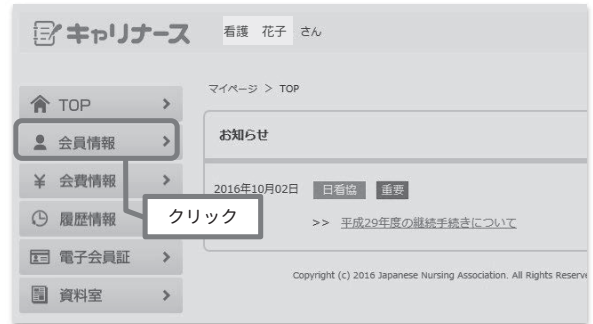 キャリナース
看護 花子 さん
マイページ > TOP
TOP
会員情報
会費情報
履歴情報
電子会員証
資料室
クリック
お知らせ
2016年10月02日 日看協 重要
>> 平成29年度の継続手続きについて
Copyright (c) 2016 Japanese Nursing Association. All Rights Reserve